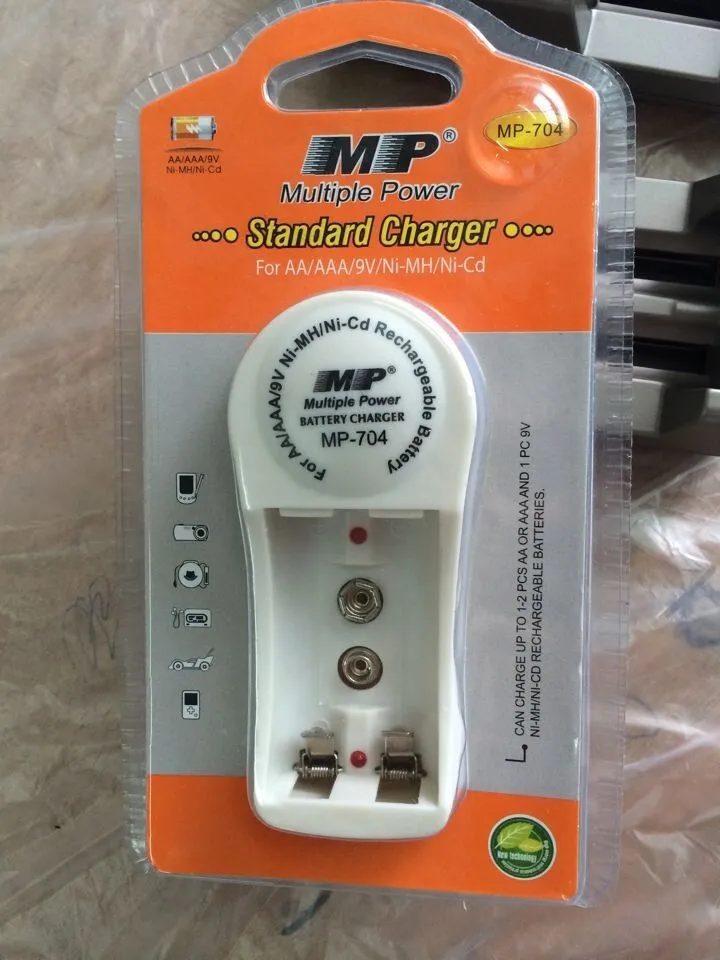 AA/AAA/9V
Ni-MH/Ni-Cd
MP®
MP-704
Multiple Power
Standard Charger
For AA/AAA/9V/Ni-MH/Ni-Cd
For AA/AAA/9V Ni-MH/Ni-Cd Rechargeable Battery
MP®
Multiple Power
BATTERY CHARGER
MP-704
CAN CHARGE UP TO 1-2 PCS AA OR AAA AND 1 PC 9V
NI-MH/NI-CD RECHARGEABLE BATTERIES.
New technology